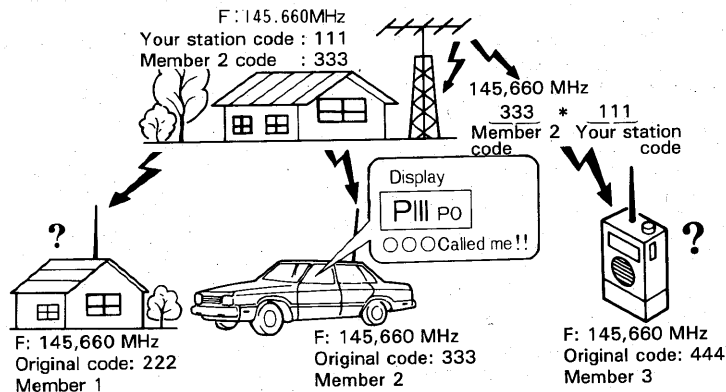 F: 145.660MHz
Your station code : 111
Member 2 code : 333
145,660 MHz
333 * 111
Member 2 Your station
code code
Display
P||| PO
○○○Called me!!
?
?
F: 145,660 MHz
Original code: 222
Member 1
F: 145,660 MHz
Original code: 333
Member 2
F: 145,660 MHz
Original code: 444
Member 3